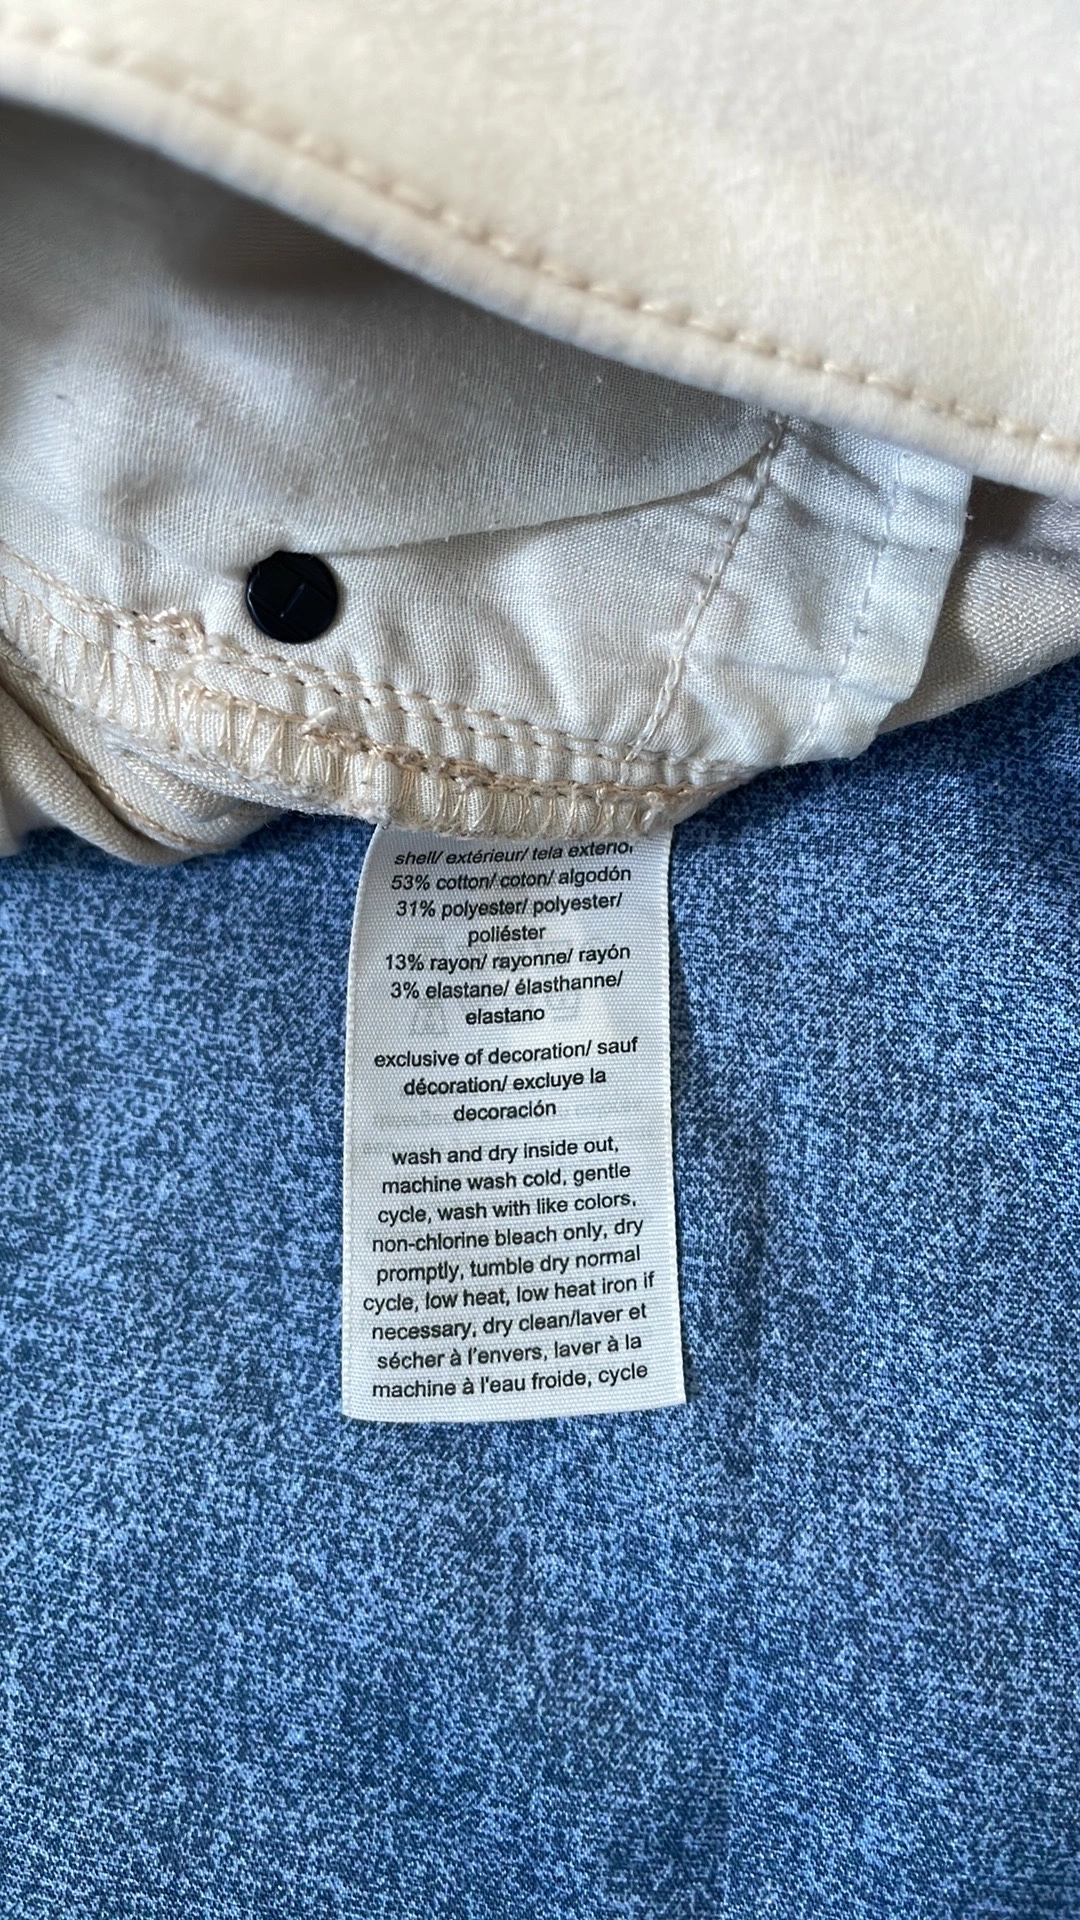 shell/ extérieur/ tela exterior
53% cotton/ coton/ algodón
31% polyester/ polyester/
poliéster
13% rayon/ rayonne/ rayón
3% elastane/ élasthanne/
elastano
exclusive of decoration/ sauf
décoration/ excluye la
decoración
wash and dry inside out,
machine wash cold, gentle
cycle, wash with like colors,
non-chlorine bleach only, dry
promptly, tumble dry normal
cycle, low heat, low heat iron if
necessary, dry clean/laver et
sécher à l'envers, laver à la
machine à l'eau froide, cycle